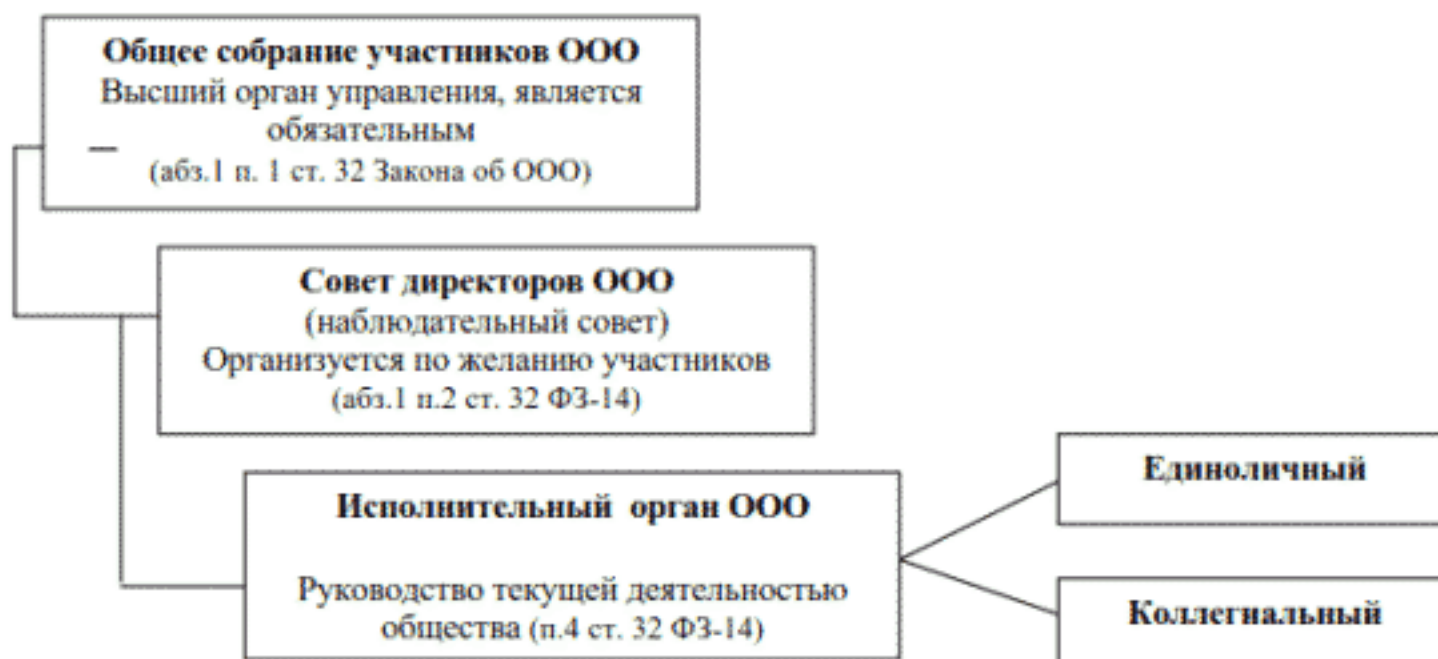 Общее собрание участников ООО
Высший орган управления, является
обязательным
(абз.1 п. 1 ст. 32 Закона об ООО)
Совет директоров ООО
(наблюдательный совет)
Организуется по желанию участников
(абз.1 п.2 ст. 32 ФЗ-14)
Исполнительный орган ООО
Руководство текущей деятельностью
общества (п.4 ст. 32 ФЗ-14)
Единоличный
Коллегиальный